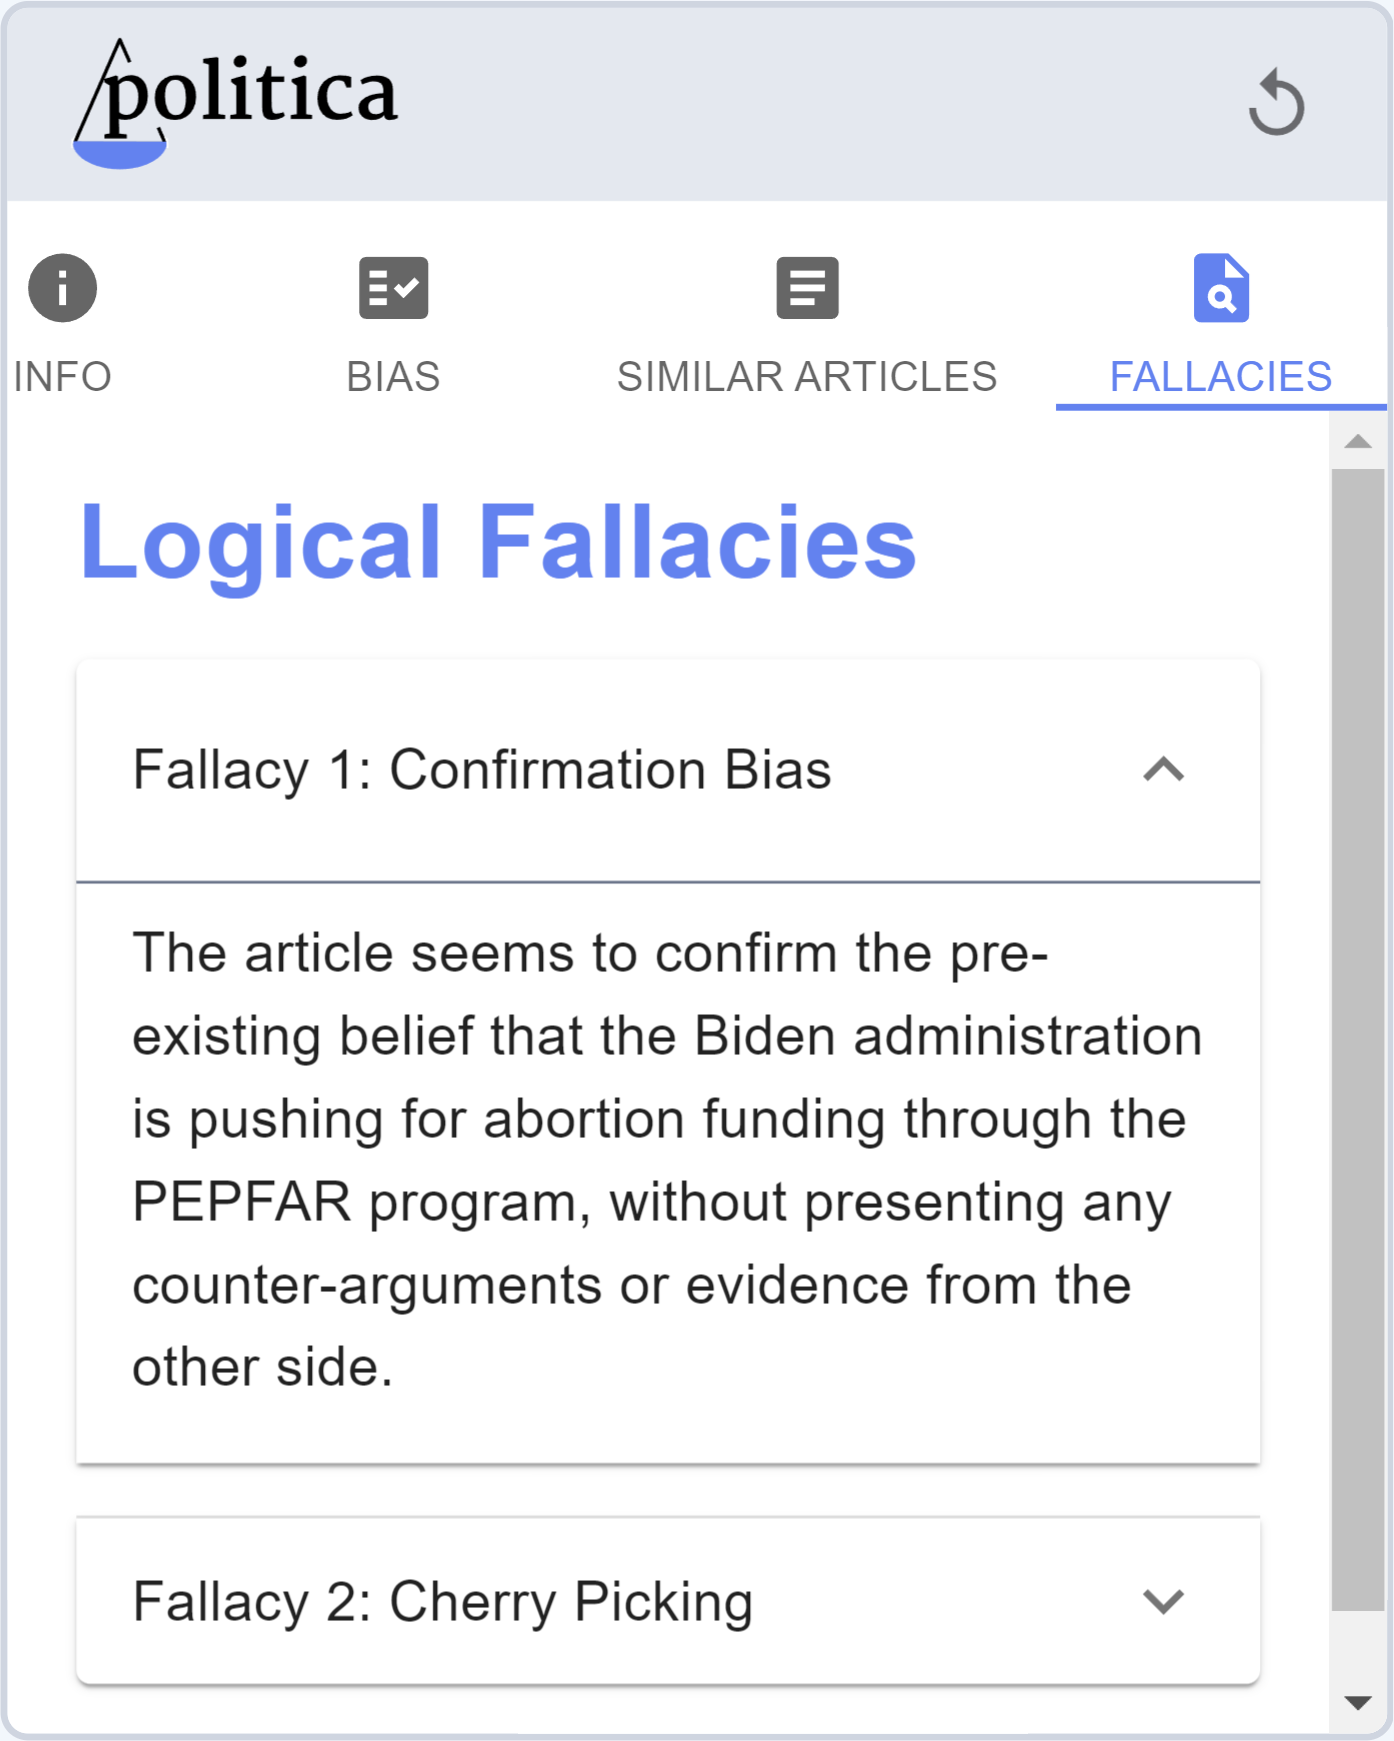 politica
INFO
BIAS
SIMILAR ARTICLES
FALLACIES
Logical Fallacies
Fallacy 1: Confirmation Bias
The article seems to confirm the pre-
existing belief that the Biden administration
is pushing for abortion funding through the
PEPFAR program, without presenting any
counter-arguments or evidence from the
other side.
Fallacy 2: Cherry Picking